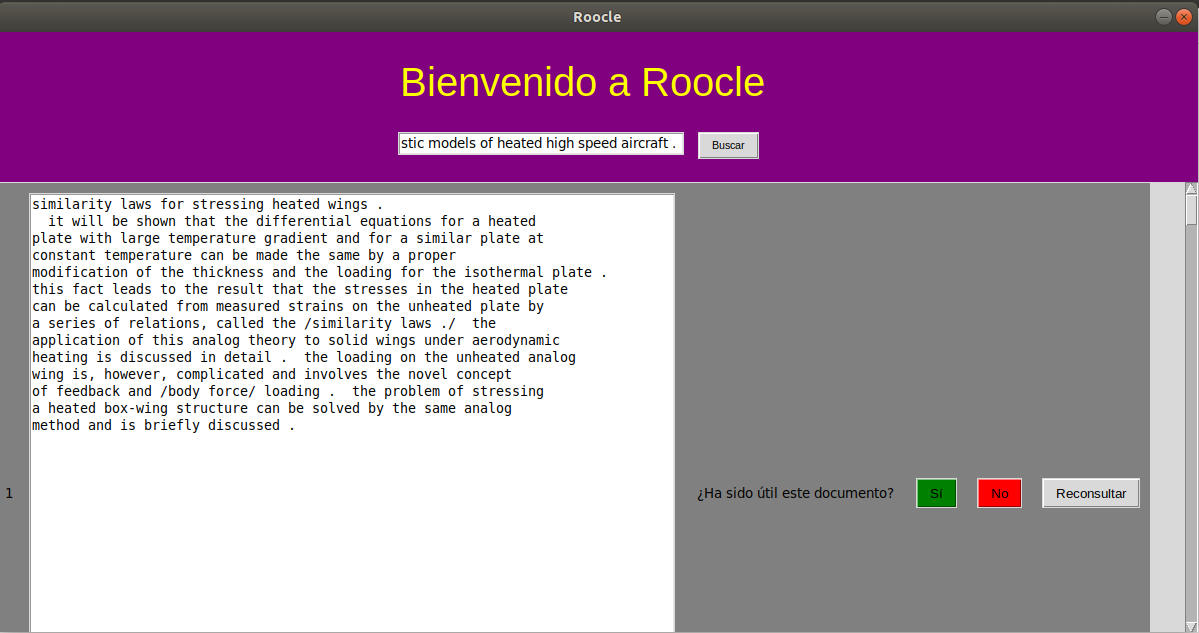 Roocle
Bienvenido a Roocle
stic models of heated high speed aircraft .
Buscar
similarity laws for stressing heated wings .
it will be shown that the differential equations for a heated
plate with large temperature gradient and for a similar plate at
constant temperature can be made the same by a proper
modification of the thickness and the loading for the isothermal plate .
this fact leads to the result that the stresses in the heated plate
can be calculated from measured strains on the unheated plate by
a series of relations, called the /similarity laws ./  the
application of this analog theory to solid wings under aerodynamic
heating is discussed in detail .  the loading on the unheated analog
wing is, however, complicated and involves the novel concept
of feedback and /body force/ loading .  the problem of stressing
a heated box-wing structure can be solved by the same analog
method and is briefly discussed .
1
¿Ha sido útil este documento?
Sí
No
Reconsultar